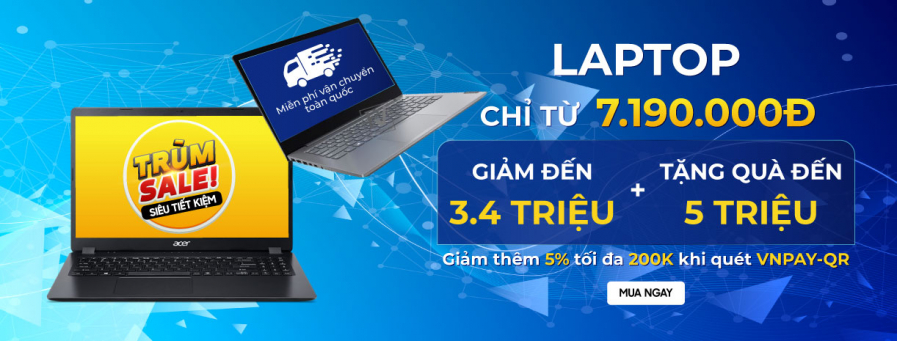 TRÙM
SALE!
SIÊU TIẾT KIỆM
acer
Miễn phí vận chuyển
toàn quốc
LAPTOP
CHỈ TỪ 7.190.000Đ
GIẢM ĐẾN
3.4 TRIỆU
+
TẶNG QUÀ ĐẾN
5 TRIỆU
Giảm thêm 5% tối đa 200K khi quét VNPAY-QR
MUA NGAY